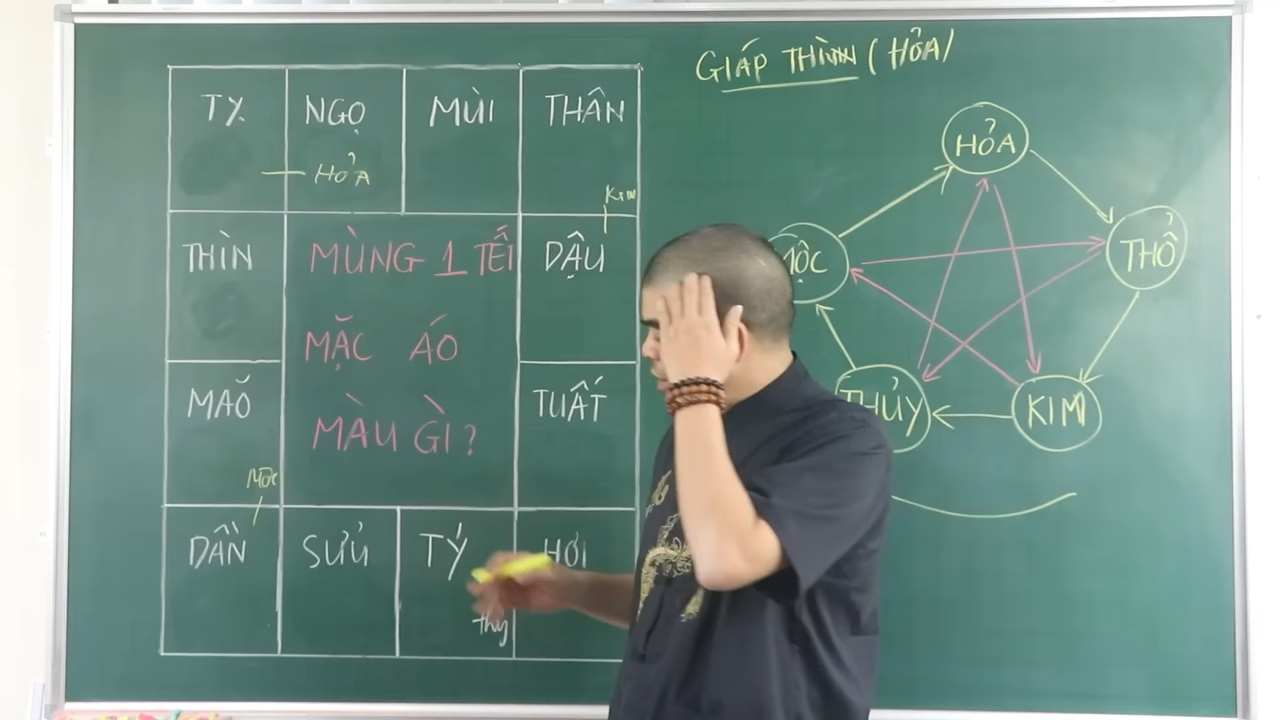 GIÁP THÌN (HỎA)
TỴ NGỌ MÙI THÂN
HỎA
KIM
THÌN DẬU
MÙNG 1 TẾT
MẶC ÁO
MÀU GÌ?
MÃO TUẤT
MỘC
DẦN SỬU TÝ HỢI
HỎA
MỘC THỔ
THỦY KIM